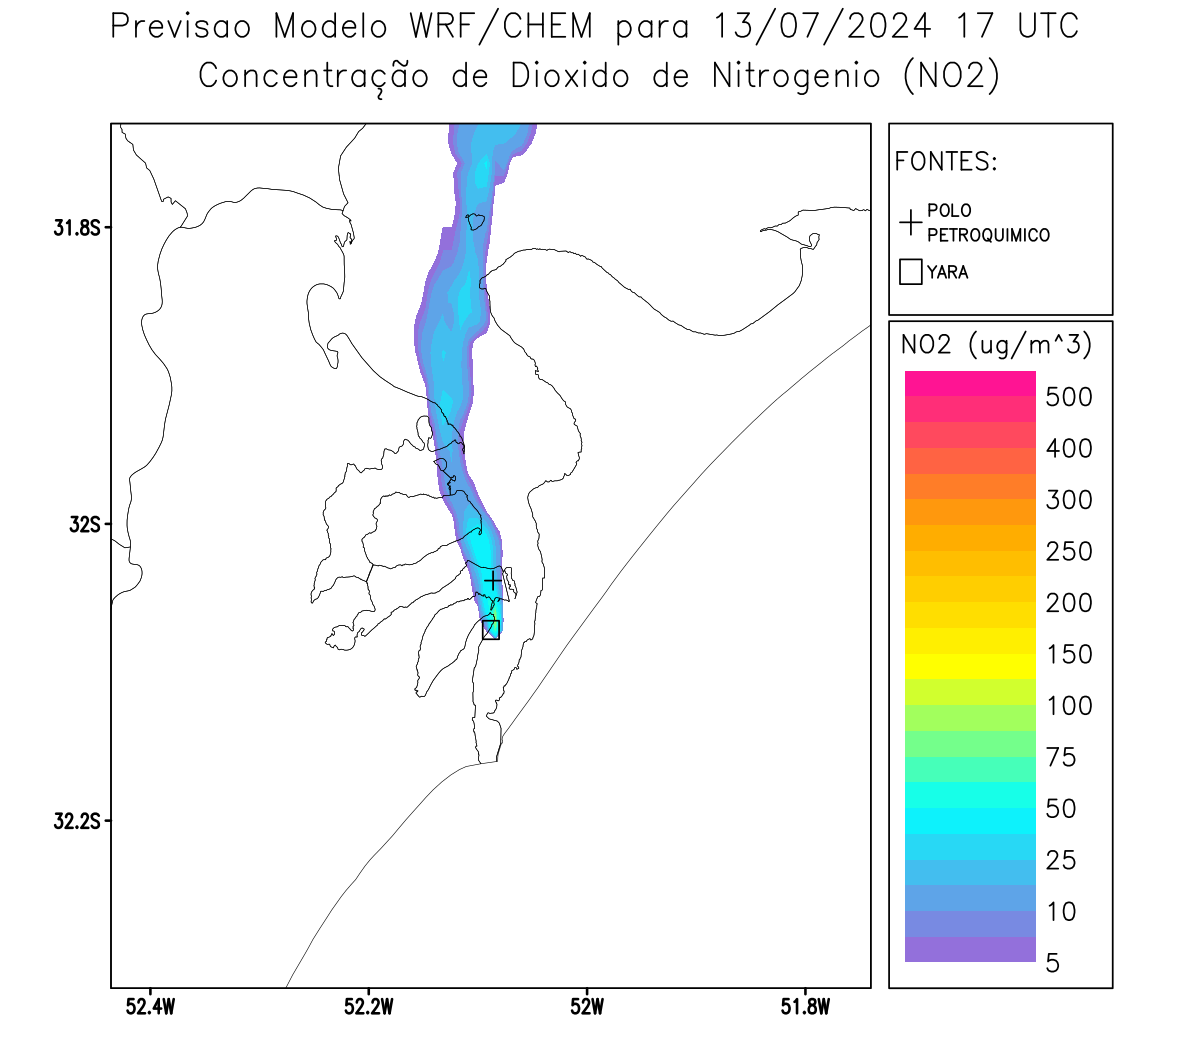 Previsao Modelo WRF/CHEM para 13/07/2024 17 UTC
Concentração de Dioxido de Nitrogenio (NO2)
FONTES:
POLO
PETROQUIMICO
YARA
NO2 (ug/m^3)
500
400
300
250
200
150
100
75
50
25
10
5
31.8S
32S
32.2S
52.4W
52.2W
52W
51.8W